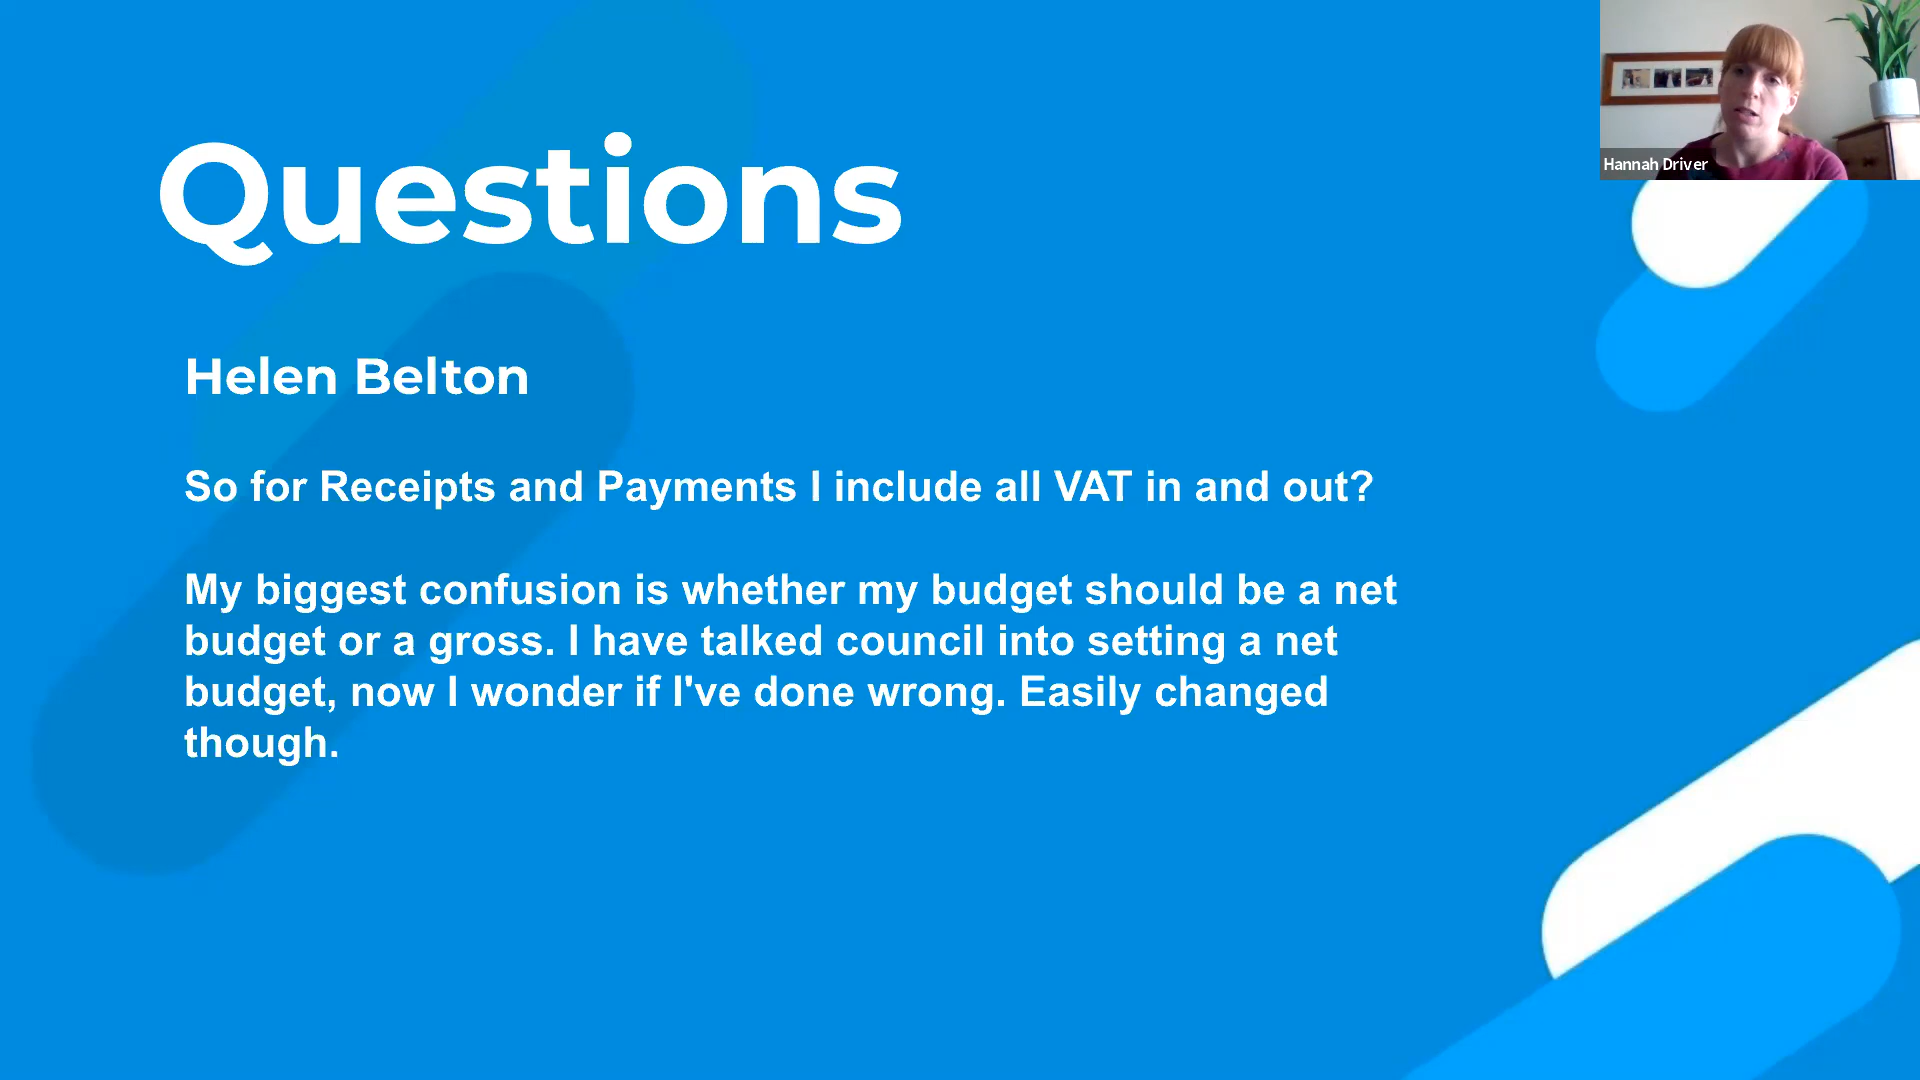 Hannah Driver
Questions
Helen Belton
So for Receipts and Payments I include all VAT in and out?
My biggest confusion is whether my budget should be a net
budget or a gross. I have talked council into setting a net
budget, now I wonder if I've done wrong. Easily changed
though.